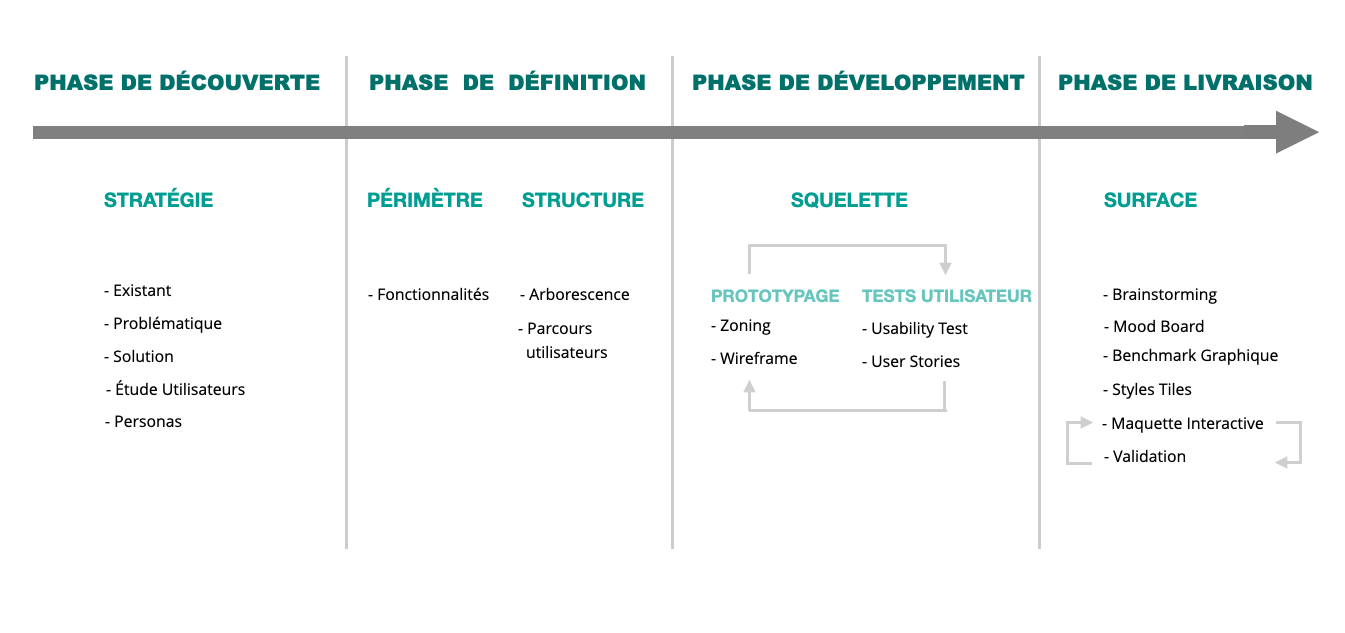 PHASE DE DÉCOUVERTE
PHASE DE DÉFINITION
PHASE DE DÉVELOPPEMENT
PHASE DE LIVRAISON
STRATÉGIE
- Existant
- Problématique
- Solution
- Étude Utilisateurs
- Personas
PÉRIMÈTRE
- Fonctionnalités
STRUCTURE
- Arborescence
- Parcours
utilisateurs
SQUELETTE
PROTOTYPAGE
- Zoning
- Wireframe
TESTS UTILISATEUR
- Usability Test
- User Stories
SURFACE
- Brainstorming
- Mood Board
- Benchmark Graphique
- Styles Tiles
- Maquette Interactive
- Validation